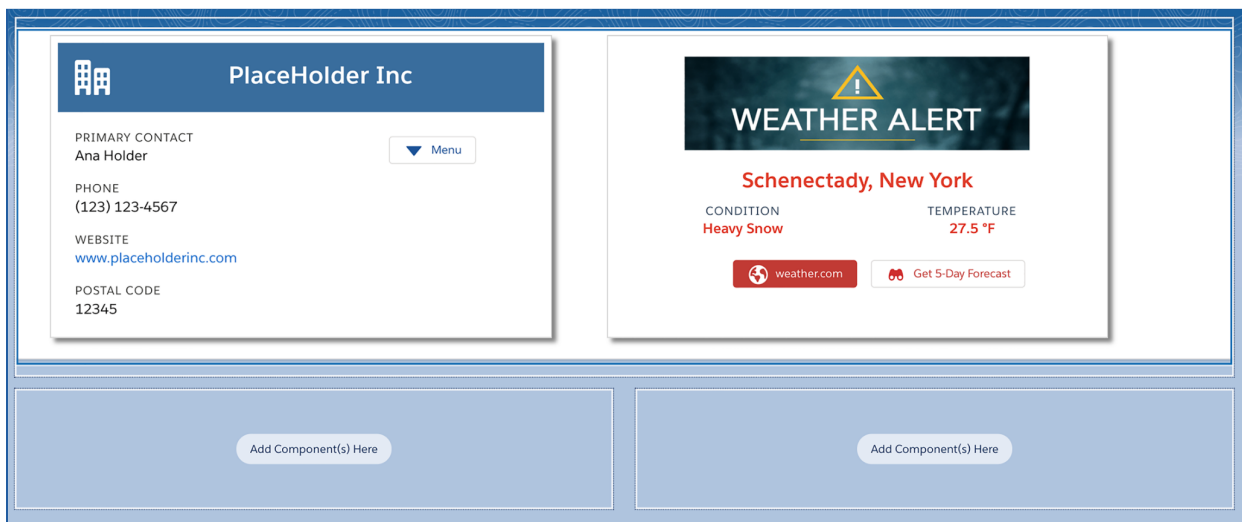 PlaceHolder Inc
PRIMARY CONTACT
Ana Holder
Menu
PHONE
(123) 123-4567
WEBSITE
www.placeholderinc.com
POSTAL CODE
12345
WEATHER ALERT
Schenectady, New York
CONDITION
Heavy Snow
TEMPERATURE
27.5 °F
weather.com
Get 5-Day Forecast
Add Component(s) Here
Add Component(s) Here